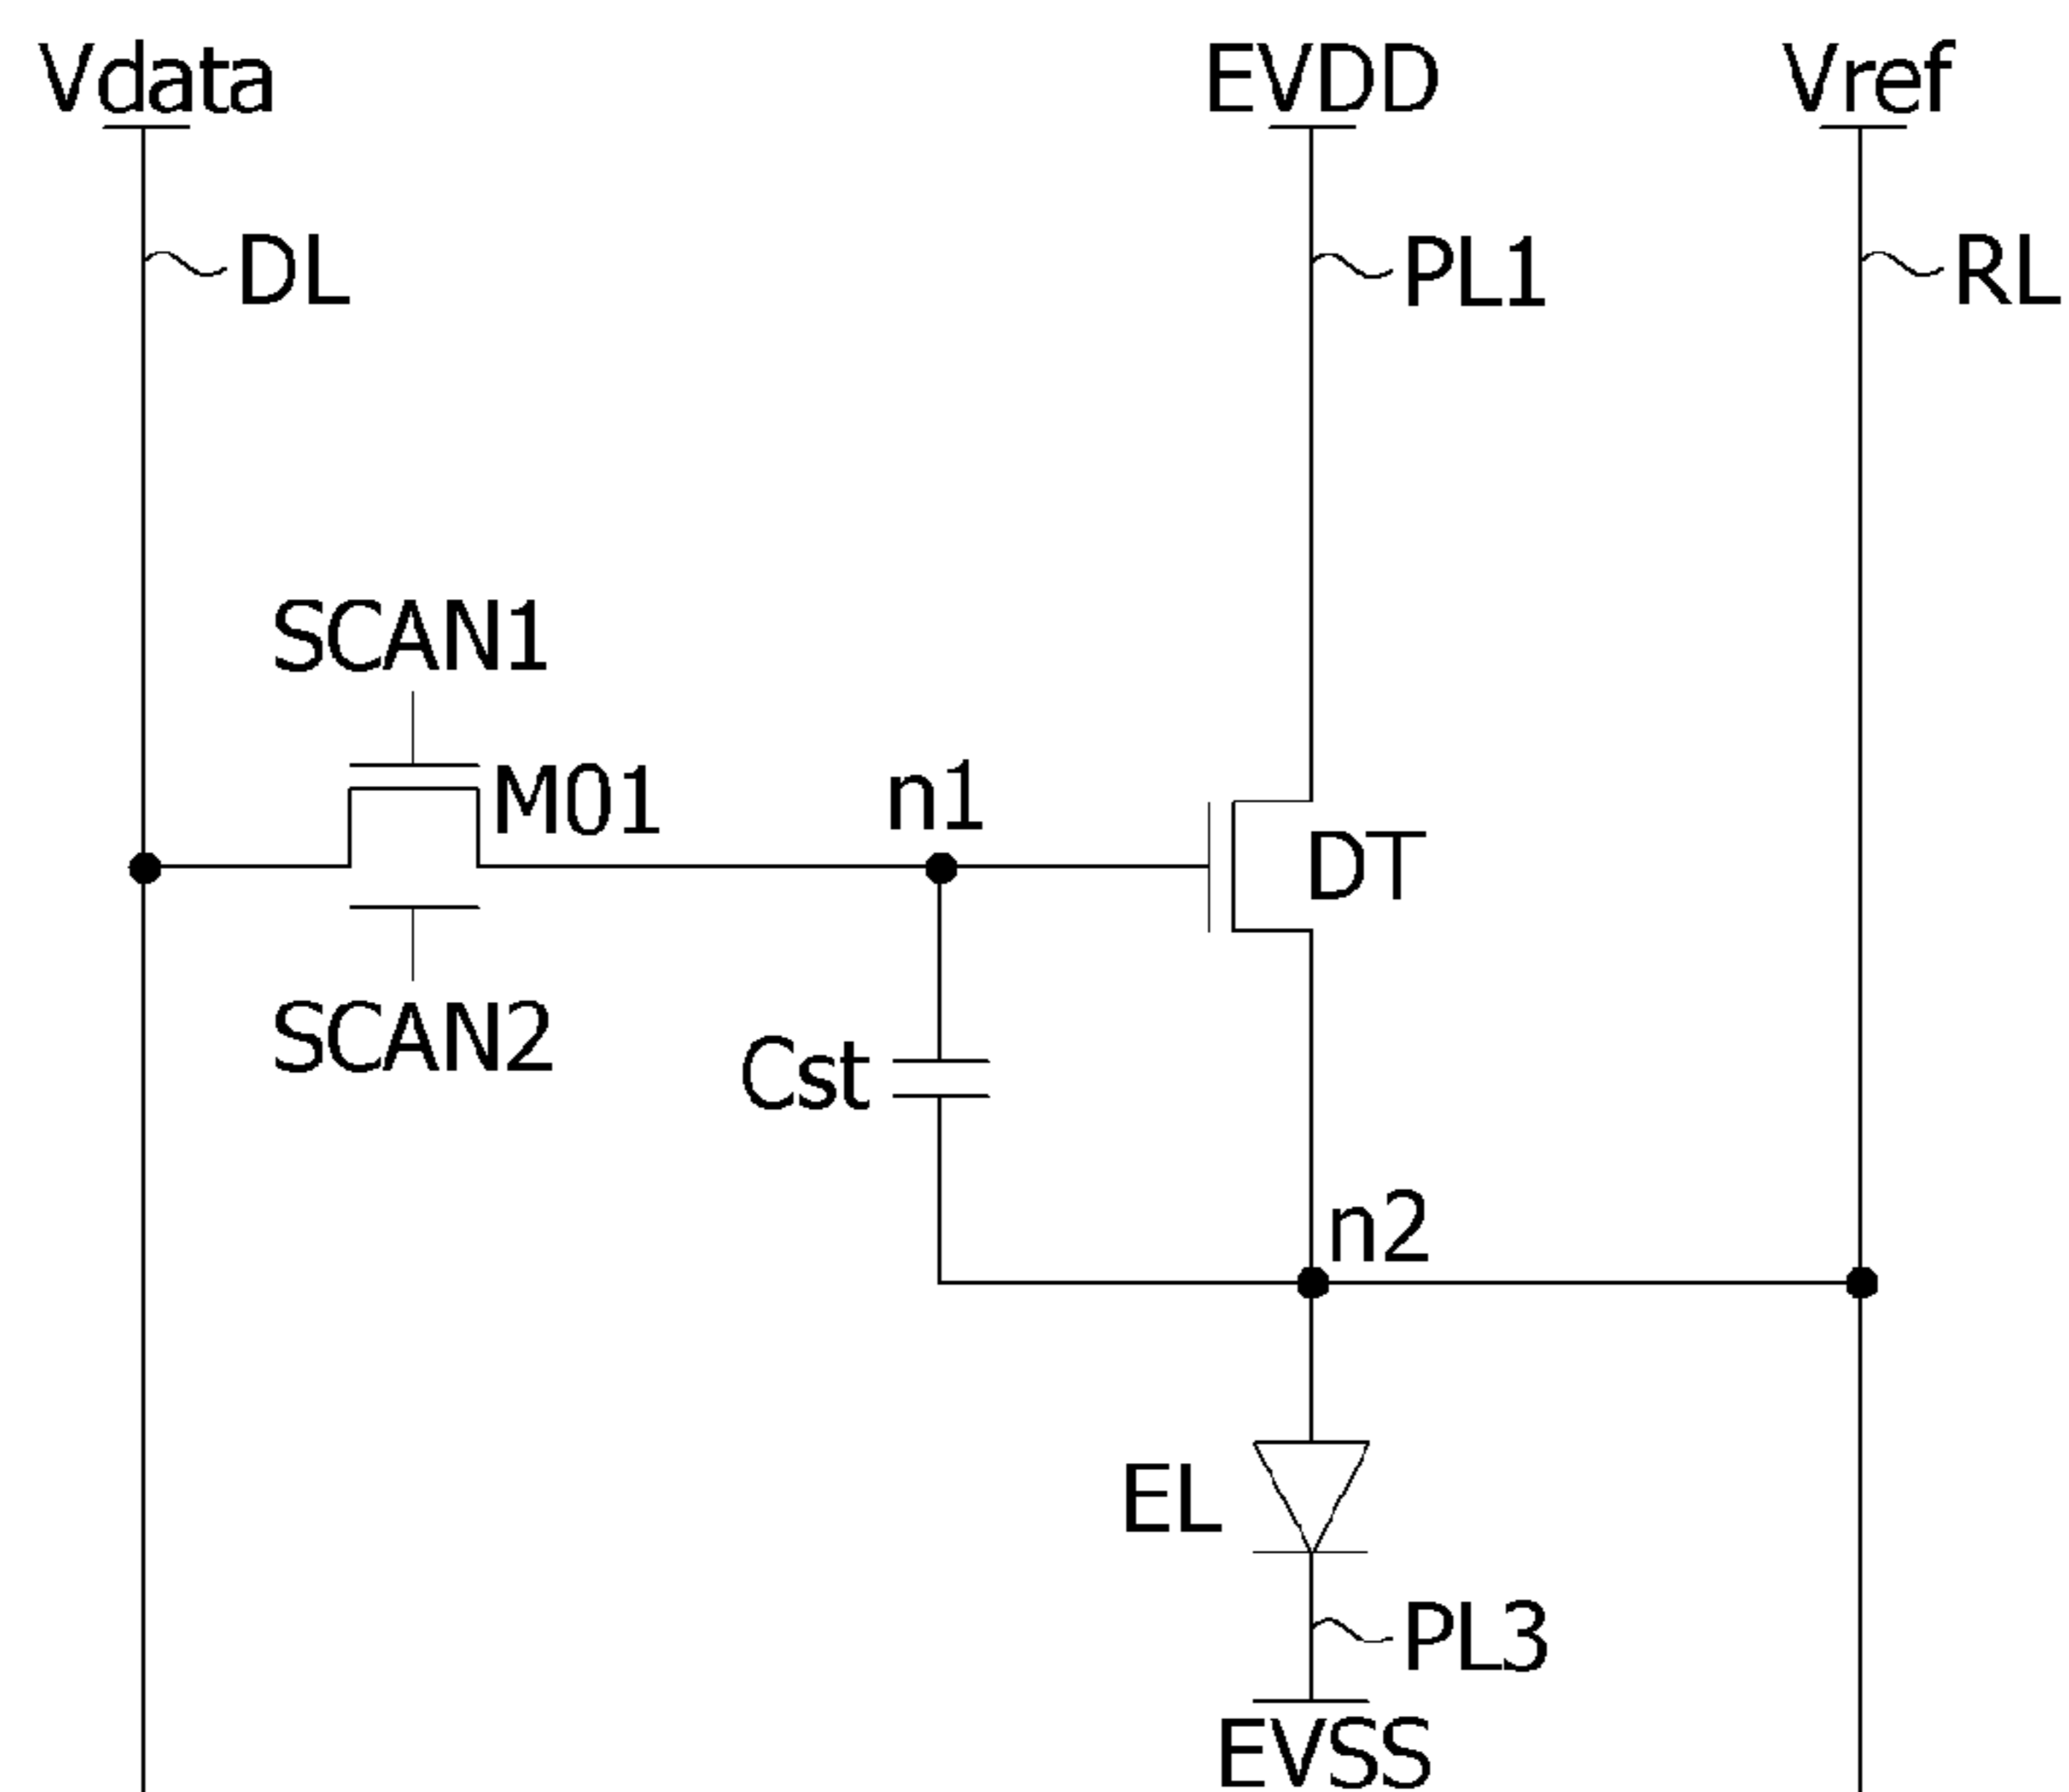 Vdata
EVDD
Vref
DL
PL1
RL
SCAN1
M01
n1
DT
SCAN2
Cst
n2
EL
PL3
EVSS